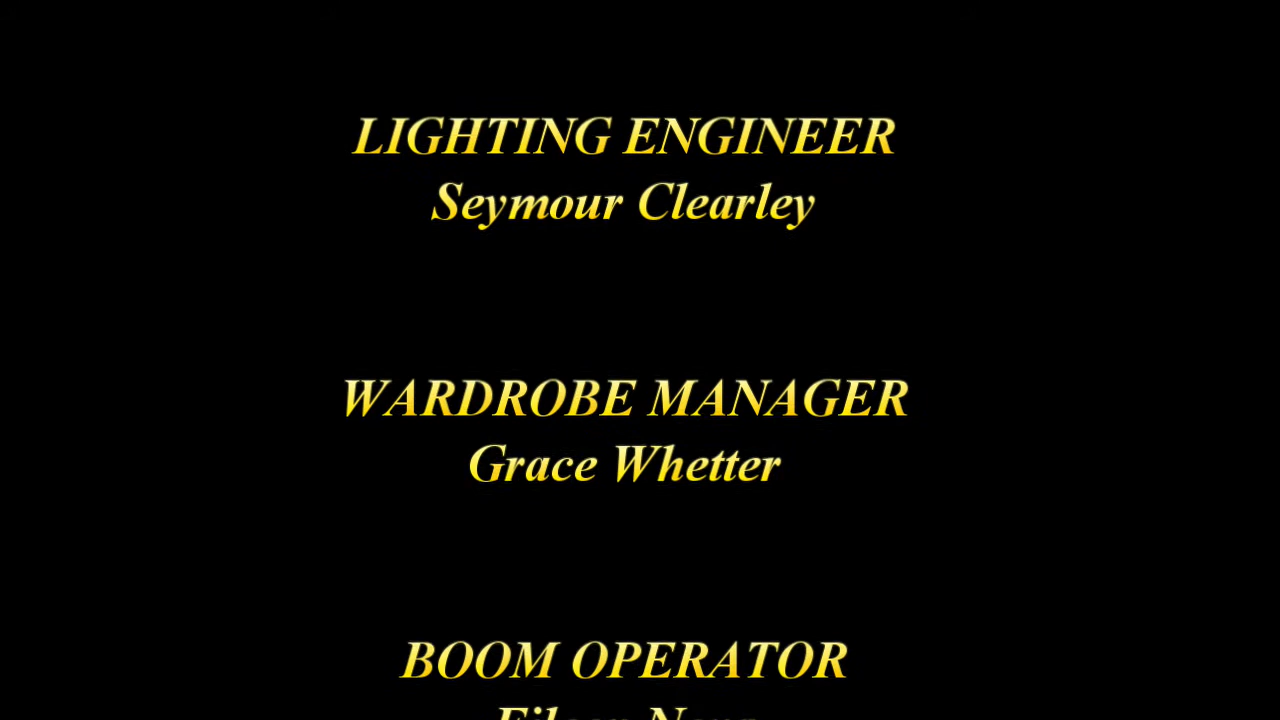 LIGHTING ENGINEER
Seymour Clearley
WARDROBE MANAGER
Grace Whetter
BOOM OPERATOR